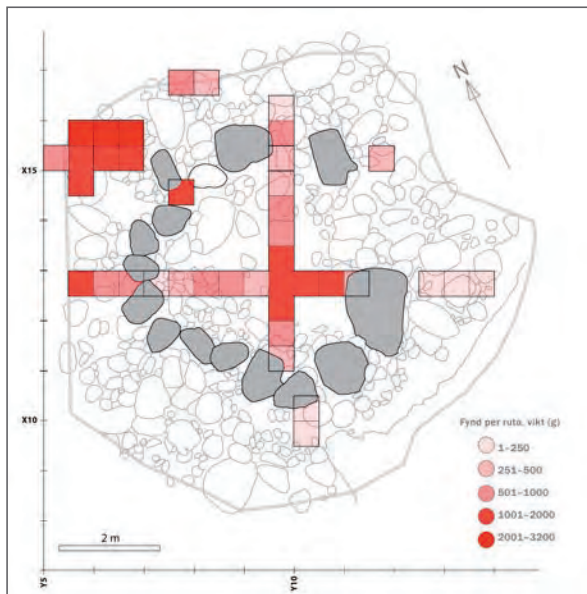 N
X15
X10
Fynd per ruta, vikt (g)
1–250
251–500
501–1000
1001–2000
2001–3200
2 m
Y5
Y10